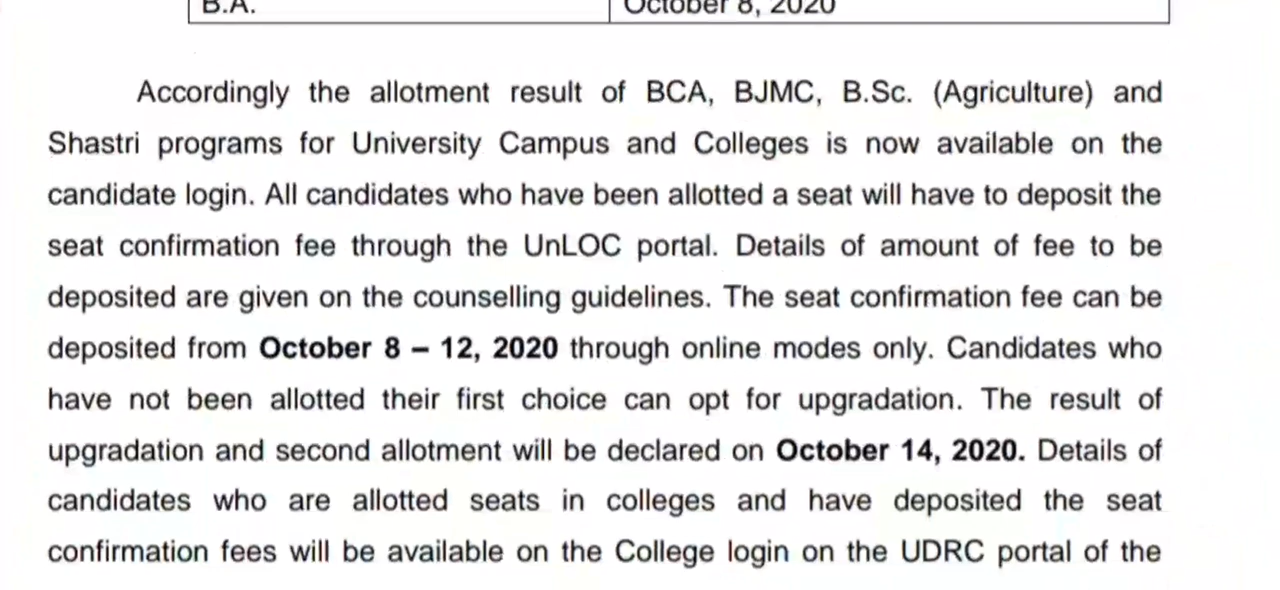 B.A. October 8, 2020
Accordingly the allotment result of BCA, BJMC, B.Sc. (Agriculture) and
Shastri programs for University Campus and Colleges is now available on the
candidate login. All candidates who have been allotted a seat will have to deposit the
seat confirmation fee through the UnLOC portal. Details of amount of fee to be
deposited are given on the counselling guidelines. The seat confirmation fee can be
deposited from October 8 – 12, 2020 through online modes only. Candidates who
have not been allotted their first choice can opt for upgradation. The result of
upgradation and second allotment will be declared on October 14, 2020. Details of
candidates who are allotted seats in colleges and have deposited the seat
confirmation fees will be available on the College login on the UDRC portal of the